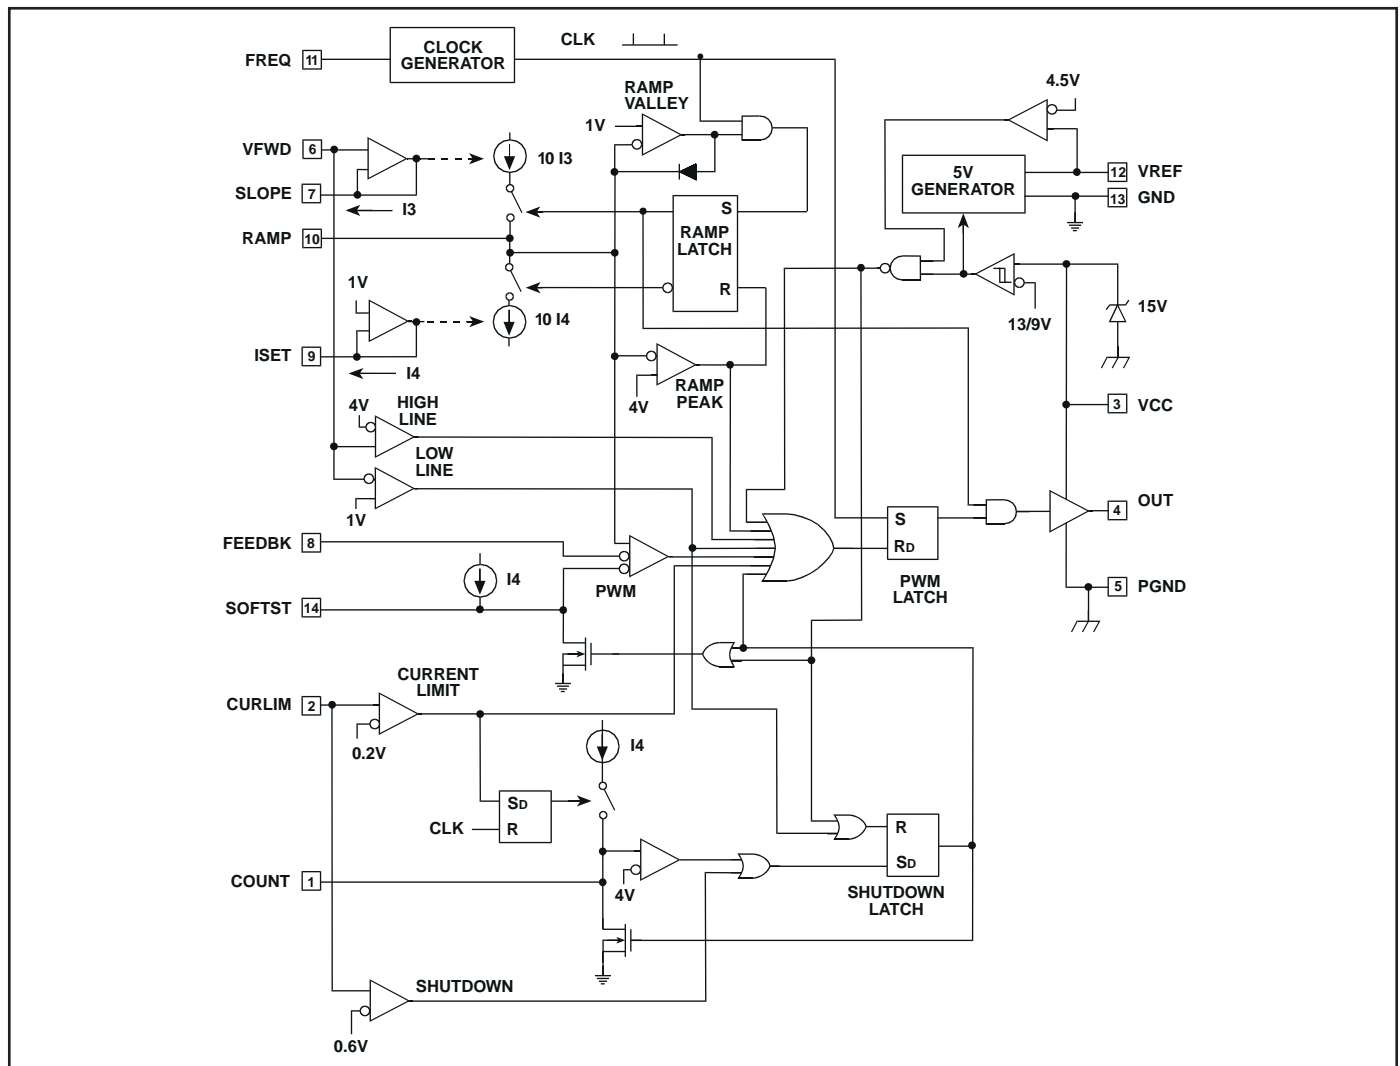 CLK
FREQ 11
CLOCK
GENERATOR
4.5V
RAMP
VALLEY
1V
VFWD 6
10 I3
5V
GENERATOR
12 VREF
SLOPE 7
I3
13 GND
S
RAMP
LATCH
R
RAMP 10
1V
15V
10 I4
13/9V
ISET 9
I4
RAMP
PEAK
4V
4V
HIGH
LINE
3 VCC
LOW
LINE
1V
4 OUT
S
RD
FEEDBK 8
I4
PWM
PWM
LATCH
5 PGND
SOFTST 14
CURRENT
LIMIT
CURLIM 2
0.2V
I4
SD
R
CLK
R
SD
COUNT 1
4V
SHUTDOWN
LATCH
SHUTDOWN
0.6V